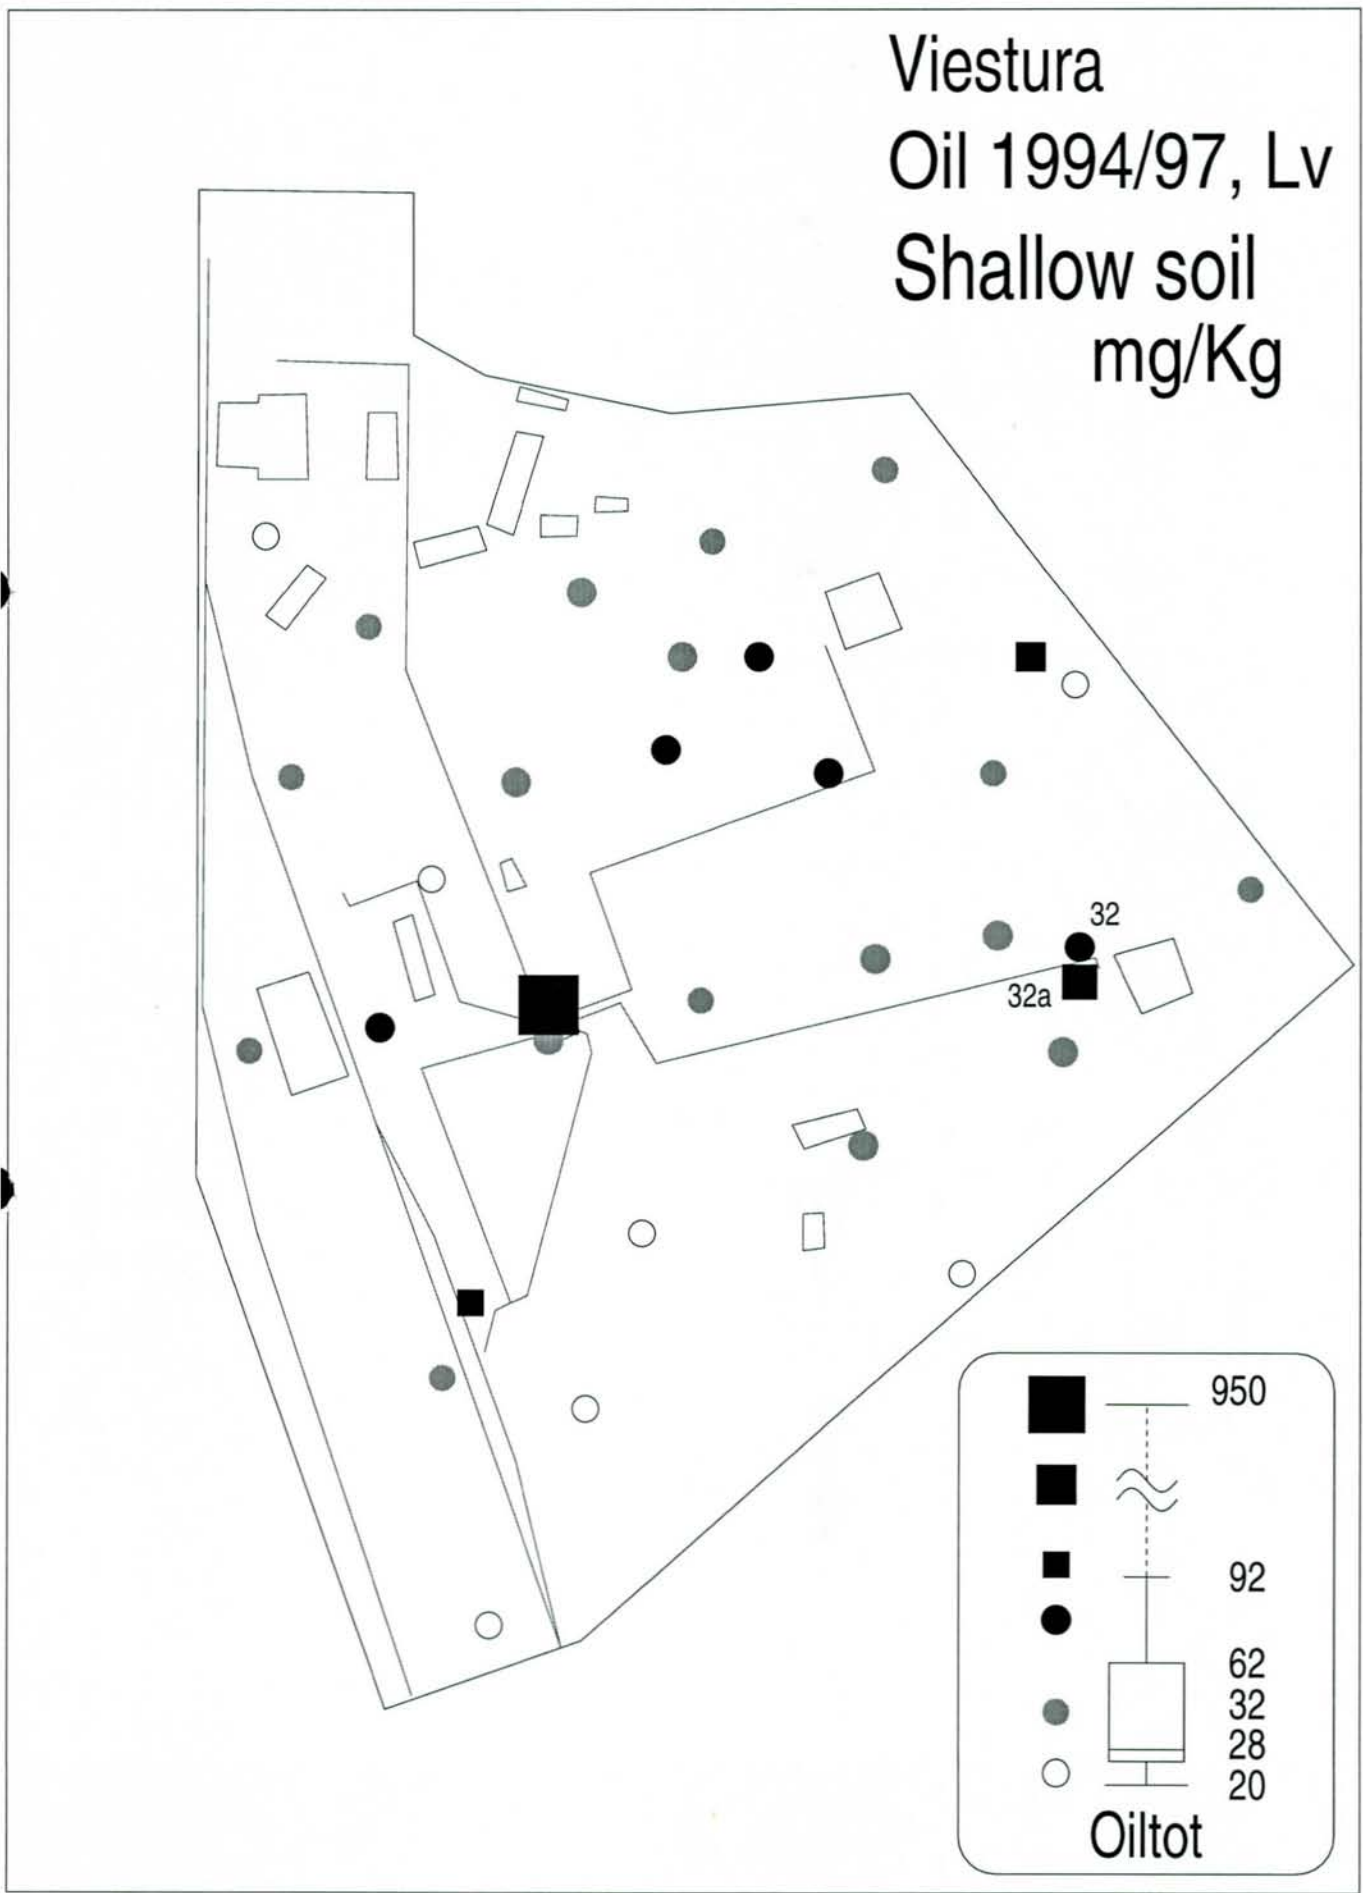 Viestura
Oil 1994/97, Lv
Shallow soil
mg/Kg
32
32a
950
92
62
32
28
20
Oiltot